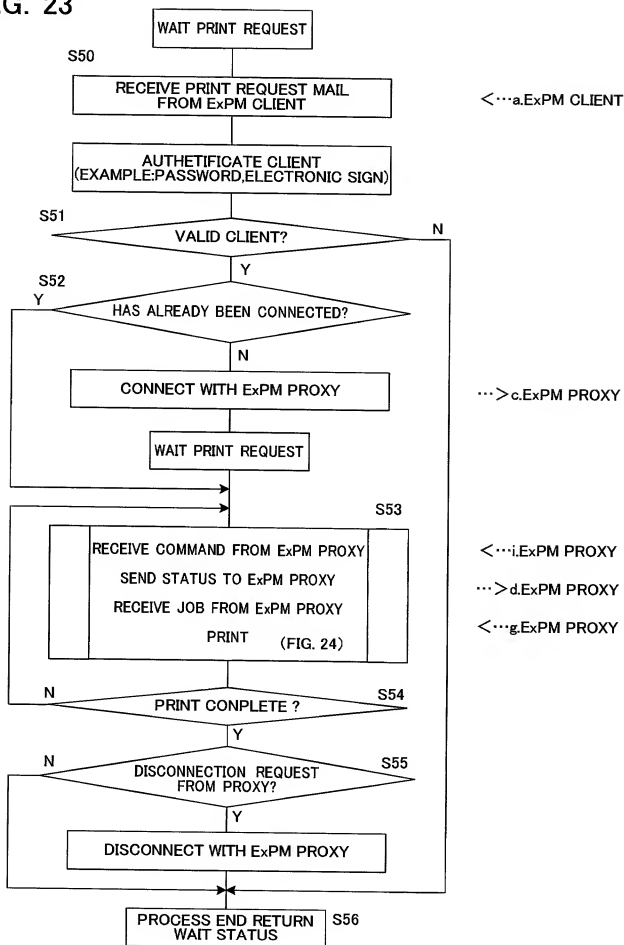 G. 23
WAIT PRINT REQUEST
S50
RECEIVE PRINT REQUEST MAIL
FROM ExPM CLIENT
<···a.ExPM CLIENT
AUTHETIFICATE CLIENT
(EXAMPLE:PASSWORD,ELECTRONIC SIGN)
S51
VALID CLIENT?
N
Y
S52
Y
HAS ALREADY BEEN CONNECTED?
N
CONNECT WITH ExPM PROXY
···>c.ExPM PROXY
WAIT PRINT REQUEST
S53
RECEIVE COMMAND FROM ExPM PROXY
<···i.ExPM PROXY
SEND STATUS TO ExPM PROXY
···>d.ExPM PROXY
RECEIVE JOB FROM ExPM PROXY
<···g.ExPM PROXY
PRINT (FIG. 24)
N
S54
PRINT CONPLETE ?
Y
N
S55
DISCONNECTION REQUEST
FROM PROXY?
Y
DISCONNECT WITH ExPM PROXY
PROCESS END RETURN
WAIT STATUS
S56